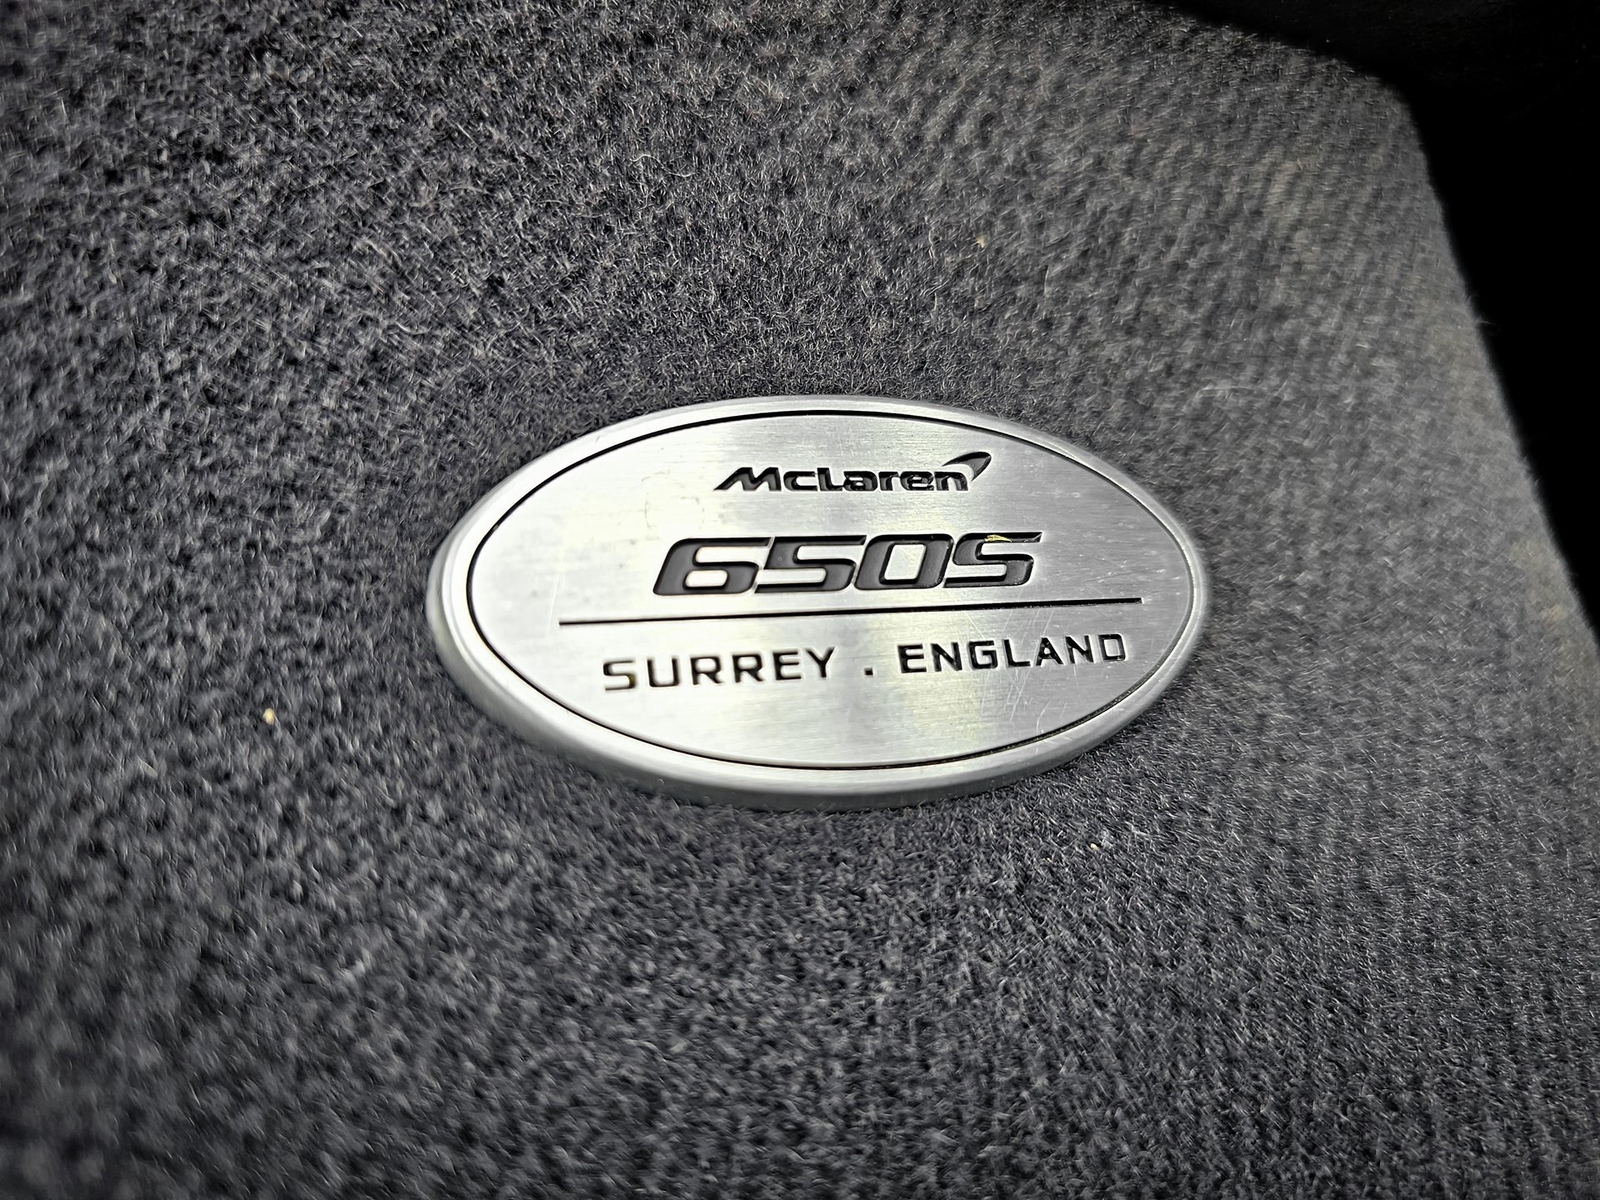 McLaren
650S
SURREY . ENGLAND